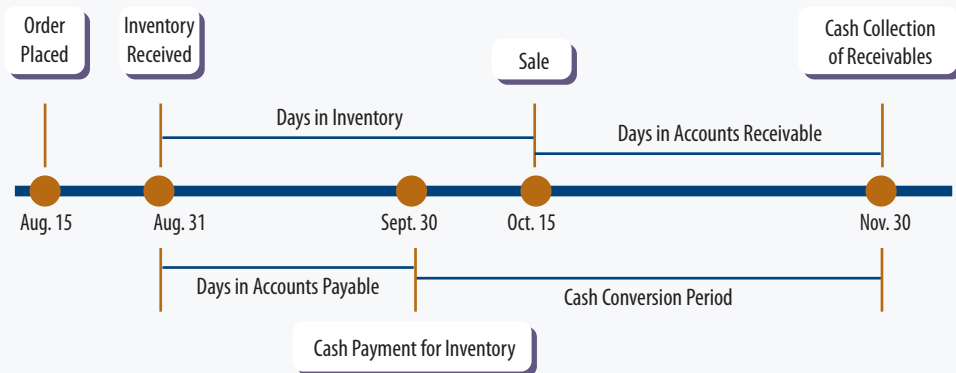 Order
Placed
Inventory
Received
Sale
Cash Collection
of Receivables
Days in Inventory
Days in Accounts Receivable
Aug. 15
Aug. 31
Sept. 30
Oct. 15
Nov. 30
Days in Accounts Payable
Cash Conversion Period
Cash Payment for Inventory